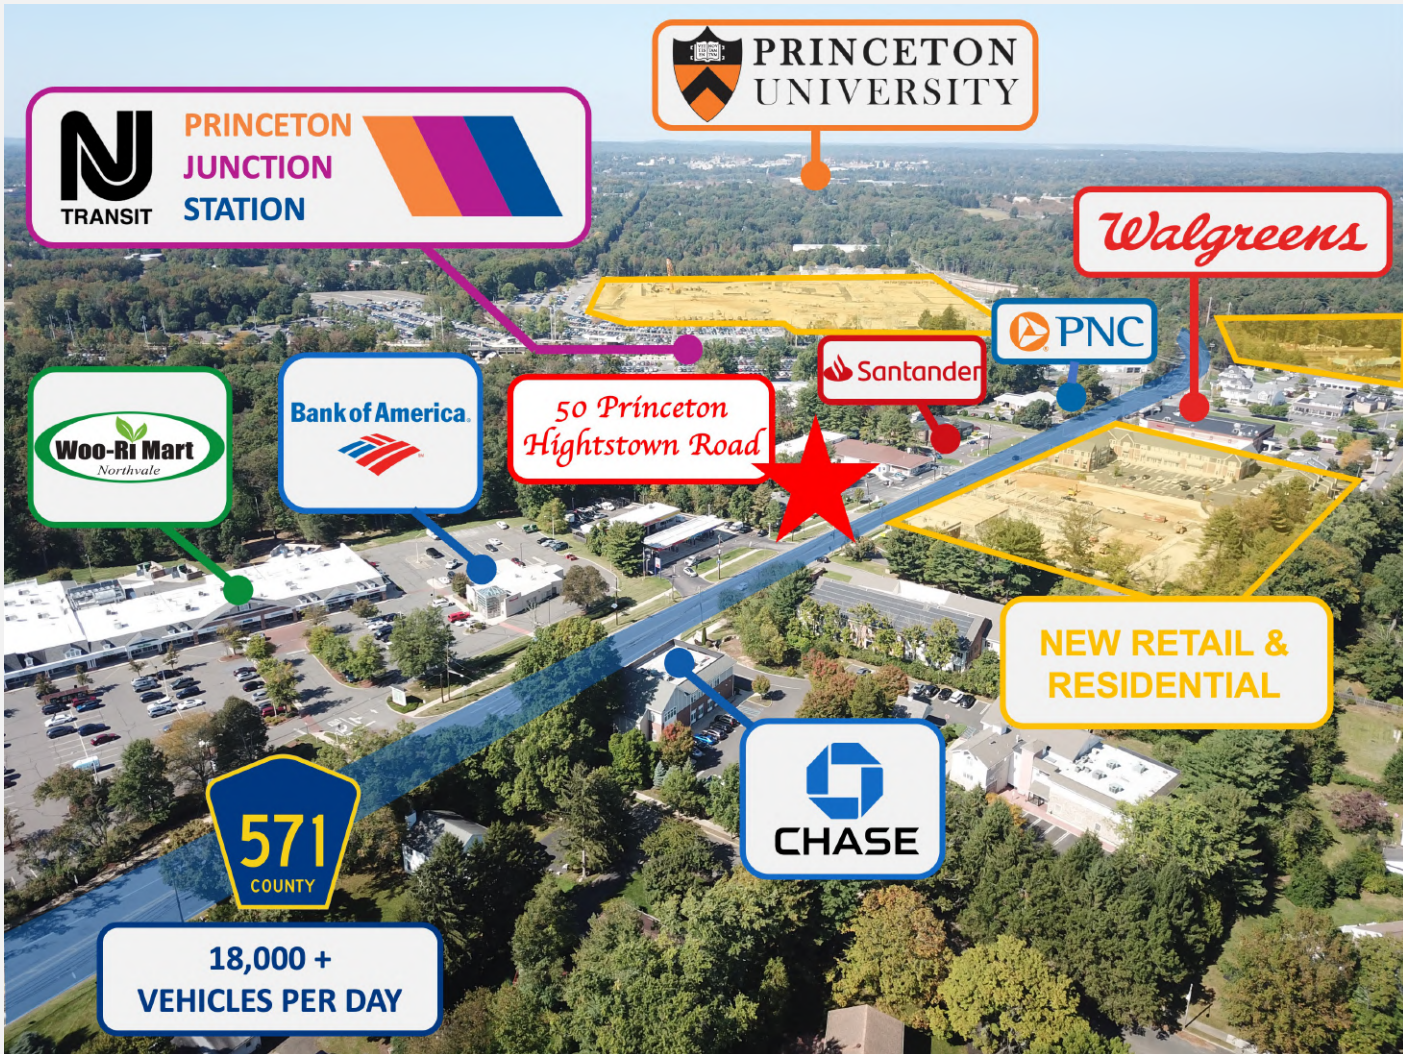 PRINCETON
UNIVERSITY
NJ
TRANSIT
PRINCETON
JUNCTION
STATION
Walgreens
PNC
Santander
50 Princeton
Hightstown Road
Bank of America
Woo-Ri Mart
Northvale
NEW RETAIL &
RESIDENTIAL
CHASE
571
COUNTY
18,000 +
VEHICLES PER DAY